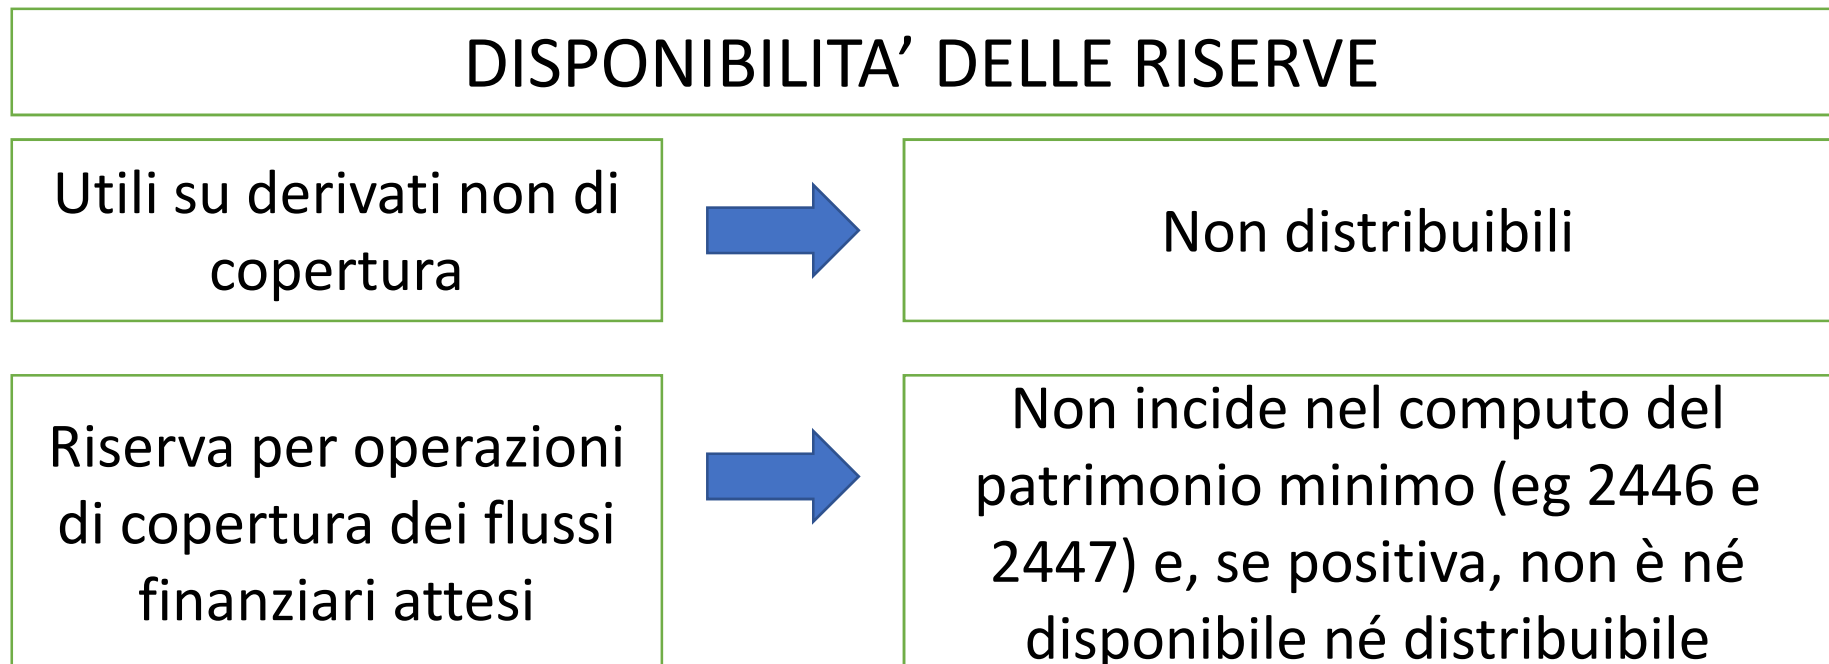 DISPONIBILITA’ DELLE RISERVE
Utili su derivati non di
copertura
Non distribuibili
Riserva per operazioni
di copertura dei flussi
finanziari attesi
Non incide nel computo del
patrimonio minimo (eg 2446 e
2447) e, se positiva, non è né
disponibile né distribuibile